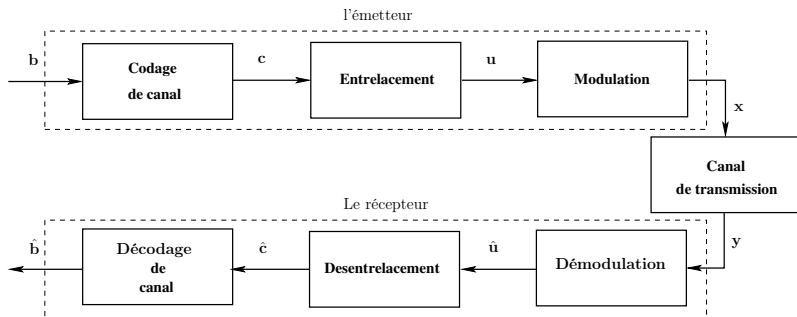 l'émetteur
b
Codage
de canal
c
Entrelacement
u
Modulation
x
Canal
de transmission
Le récepteur
b̂
Décodage
de
canal
ĉ
Desentrelacement
û
Démodulation
y